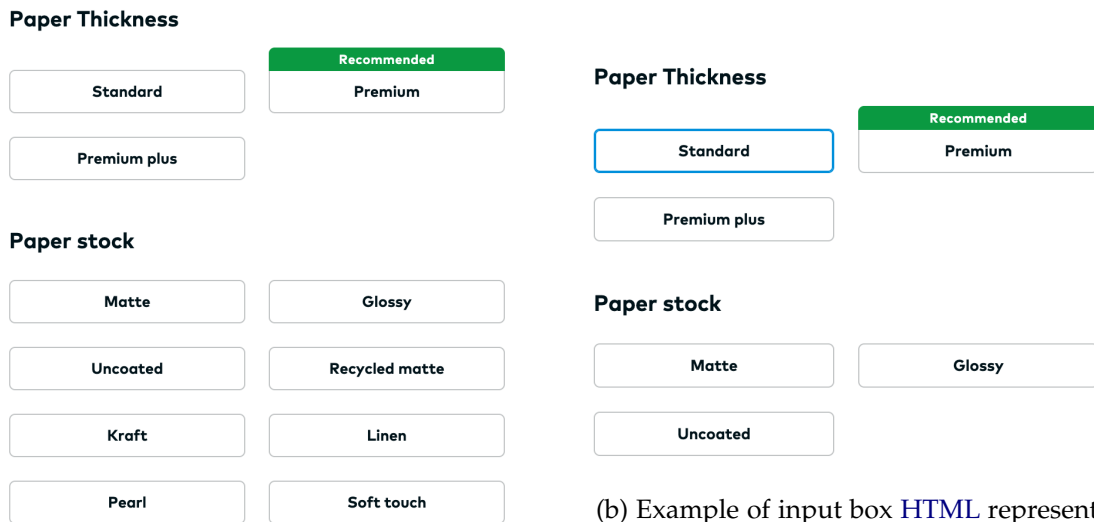 Paper Thickness
Recommended
Standard
Premium
Premium plus
Paper stock
Matte
Glossy
Uncoated
Recycled matte
Kraft
Linen
Pearl
Soft touch
Paper Thickness
Recommended
Standard
Premium
Premium plus
Paper stock
Matte
Glossy
Uncoated
(b) Example of input box HTML represent